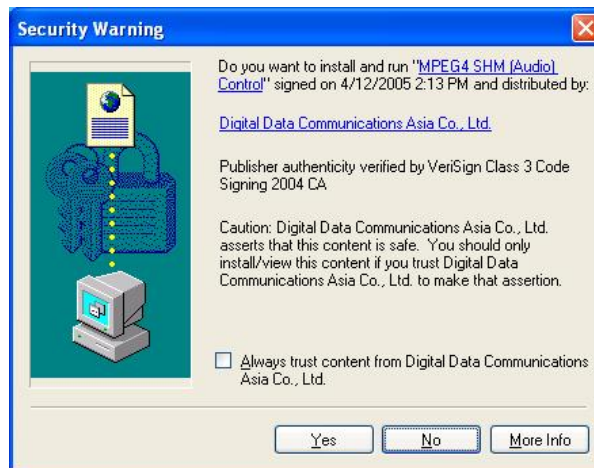 Security Warning
Do you want to install and run "MPEG4 SHM (Audio)
Control" signed on 4/12/2005 2:13 PM and distributed by:
Digital Data Communications Asia Co., Ltd.
Publisher authenticity verified by VeriSign Class 3 Code
Signing 2004 CA
Caution: Digital Data Communications Asia Co., Ltd.
asserts that this content is safe. You should only
install/view this content if you trust Digital Data
Communications Asia Co., Ltd. to make that assertion.
Always trust content from Digital Data Communications
Asia Co., Ltd.
Yes No More Info